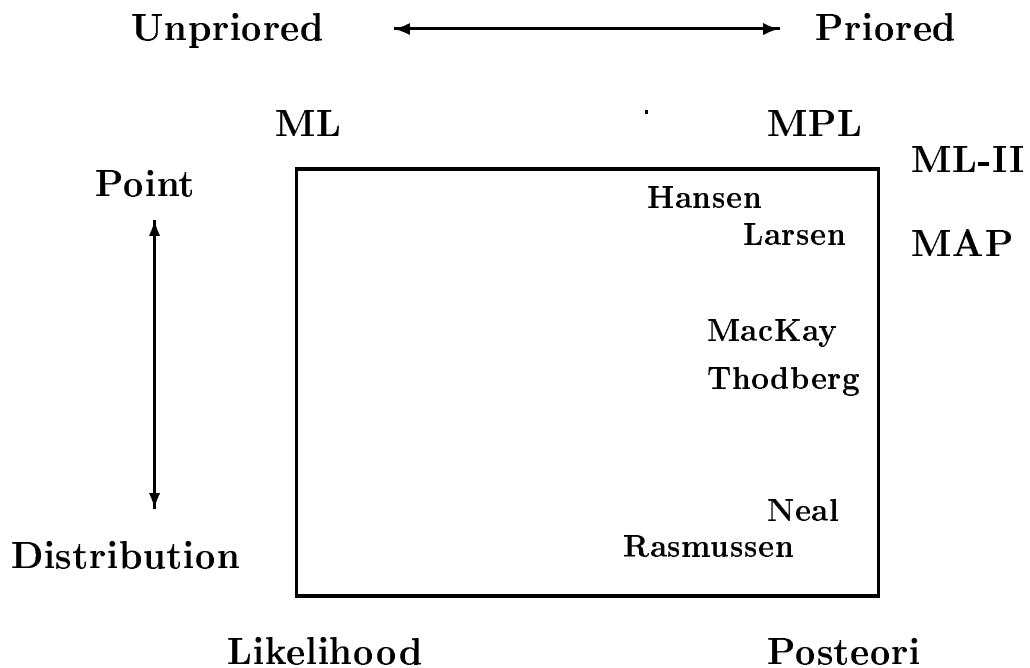 Unpriored Priored
ML MPL
ML-II
Point
Hansen
Larsen
MAP
MacKay
Thodberg
Neal
Rasmussen
Distribution
Likelihood Posteori